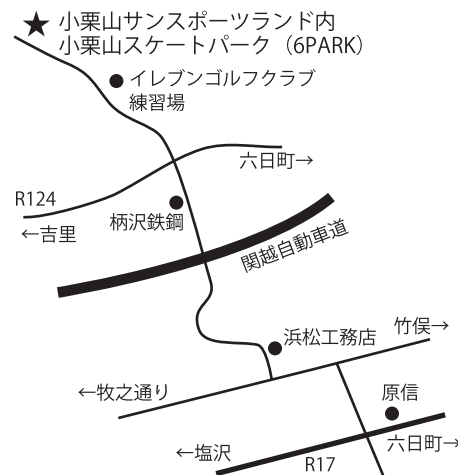 ★ 小栗山サンスポーツランド内
小栗山スケートパーク（6PARK）
イレブンゴルフクラブ
練習場
六日町→
R124
←吉里
柄沢鉄鋼
関越自動車道
浜松工務店
竹俣→
←牧之通り
原信
六日町→
←塩沢
R17